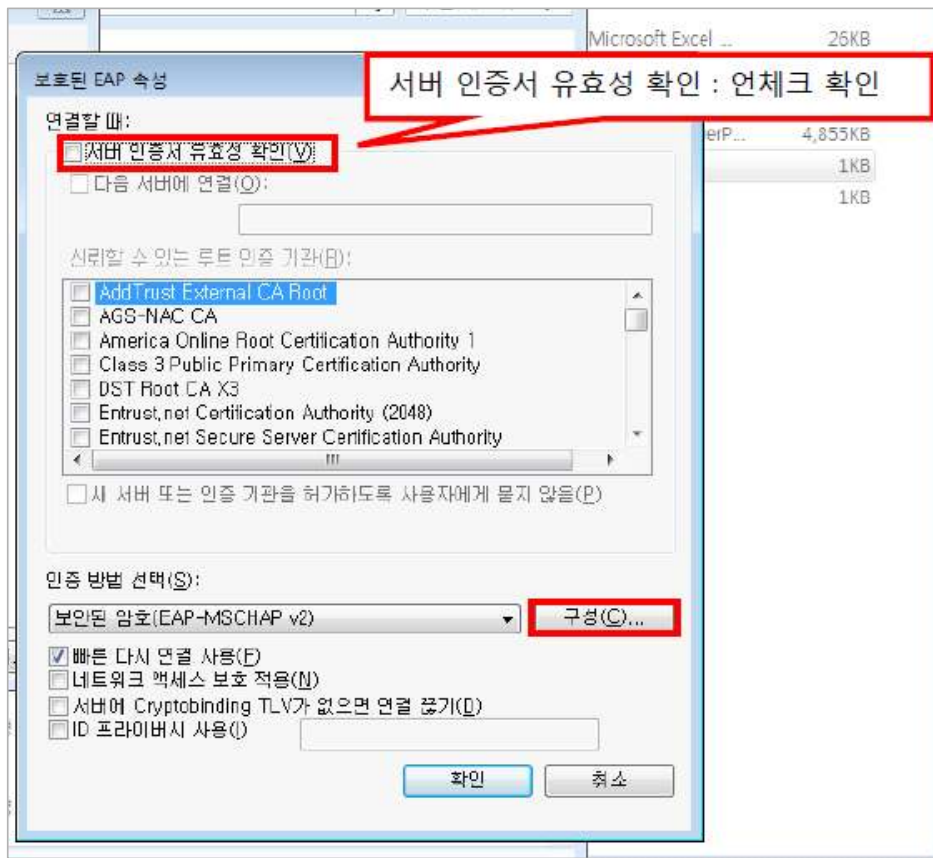 Microsoft Excel ... 26KB
보호된 EAP 속성
서버 인증서 유효성 확인 : 언체크 확인
연결할 때:
erP... 4,855KB
서버 인증서 유효성 확인(V)
1KB
다음 서버에 연결(O):
1KB
신뢰할 수 있는 루트 인증 기관(R):
AddTrust External CA Root
AGS-NAC CA
America Online Root Certification Authority 1
Class 3 Public Primary Certification Authority
DST Root CA X3
Entrust.net Certification Authority (2048)
Entrust.net Secure Server Certification Authority
새 서버 또는 인증 기관을 허가하도록 사용자에게 묻지 않음(P)
인증 방법 선택(S):
보안된 암호(EAP-MSCHAP v2)
구성(C)...
빠른 다시 연결 사용(F)
네트워크 액세스 보호 적용(N)
서버에 Cryptobinding TLV가 없으면 연결 끊기(D)
ID 프라이버시 사용(I)
확인
취소